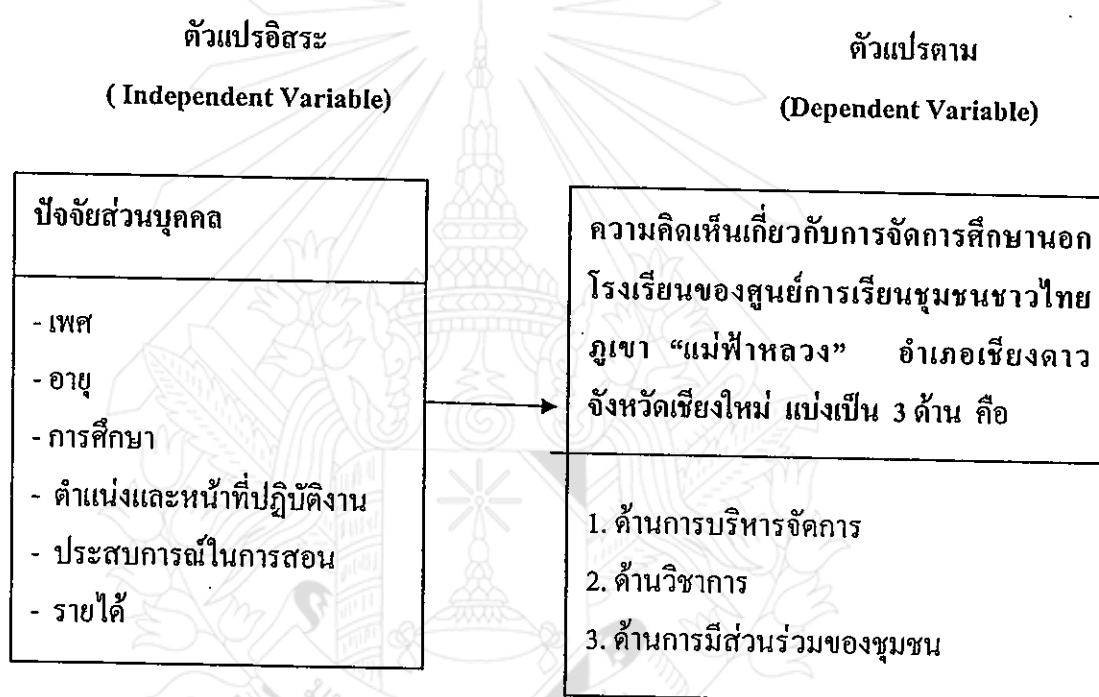 ตัวแปรอิสระ
( Independent Variable)
ตัวแปรตาม
(Dependent Variable)
ปัจจัยส่วนบุคคล
- เพศ
- อายุ
- การศึกษา
- ตำแน่งและหน้าที่ปฏิบัติงาน
- ประสบการณ์ในการสอน
- รายได้
ความคิดเห็นเกี่ยวกับการจัดการศึกษานอก
โรงเรียนของศูนย์การเรียนชุมชนชาวไทย
ภูเขา “แม่ฟ้าหลวง” อำเภอเชียงดาว
จังหวัดเชียงใหม่ แบ่งเป็น 3 ด้าน คือ
1. ด้านการบริหารจัดการ
2. ด้านวิชาการ
3. ด้านการมีส่วนร่วมของชุมชน